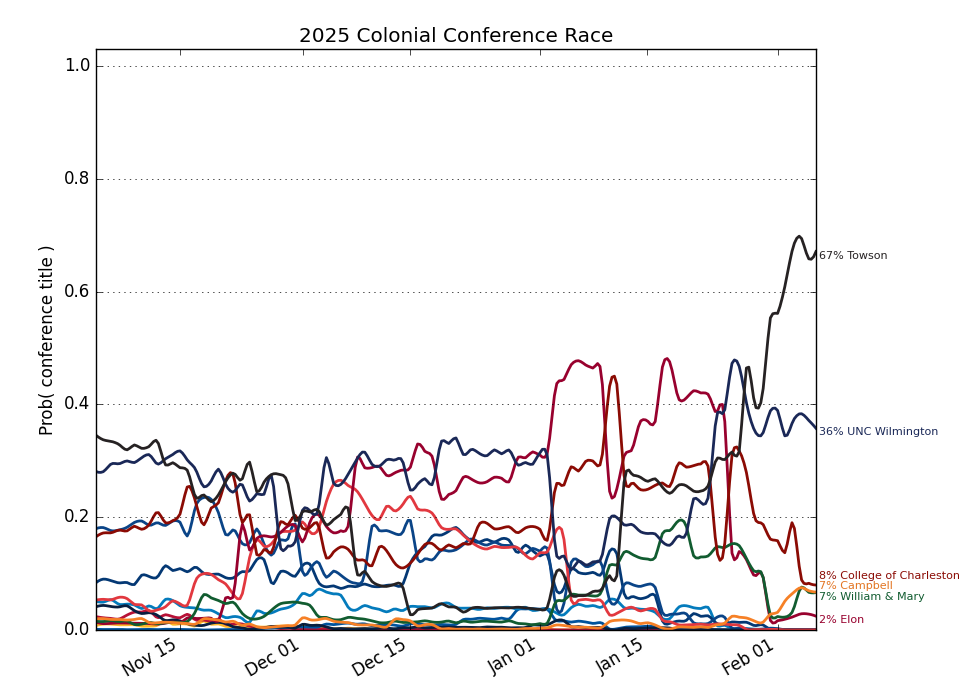 2025 Colonial Conference Race
Prob( conference title )
1.0
0.8
0.6
0.4
0.2
0.0
Nov 15
Dec 01
Dec 15
Jan 01
Jan 15
Feb 01
67% Towson
36% UNC Wilmington
8% College of Charleston
7% Campbell
7% William & Mary
2% Elon